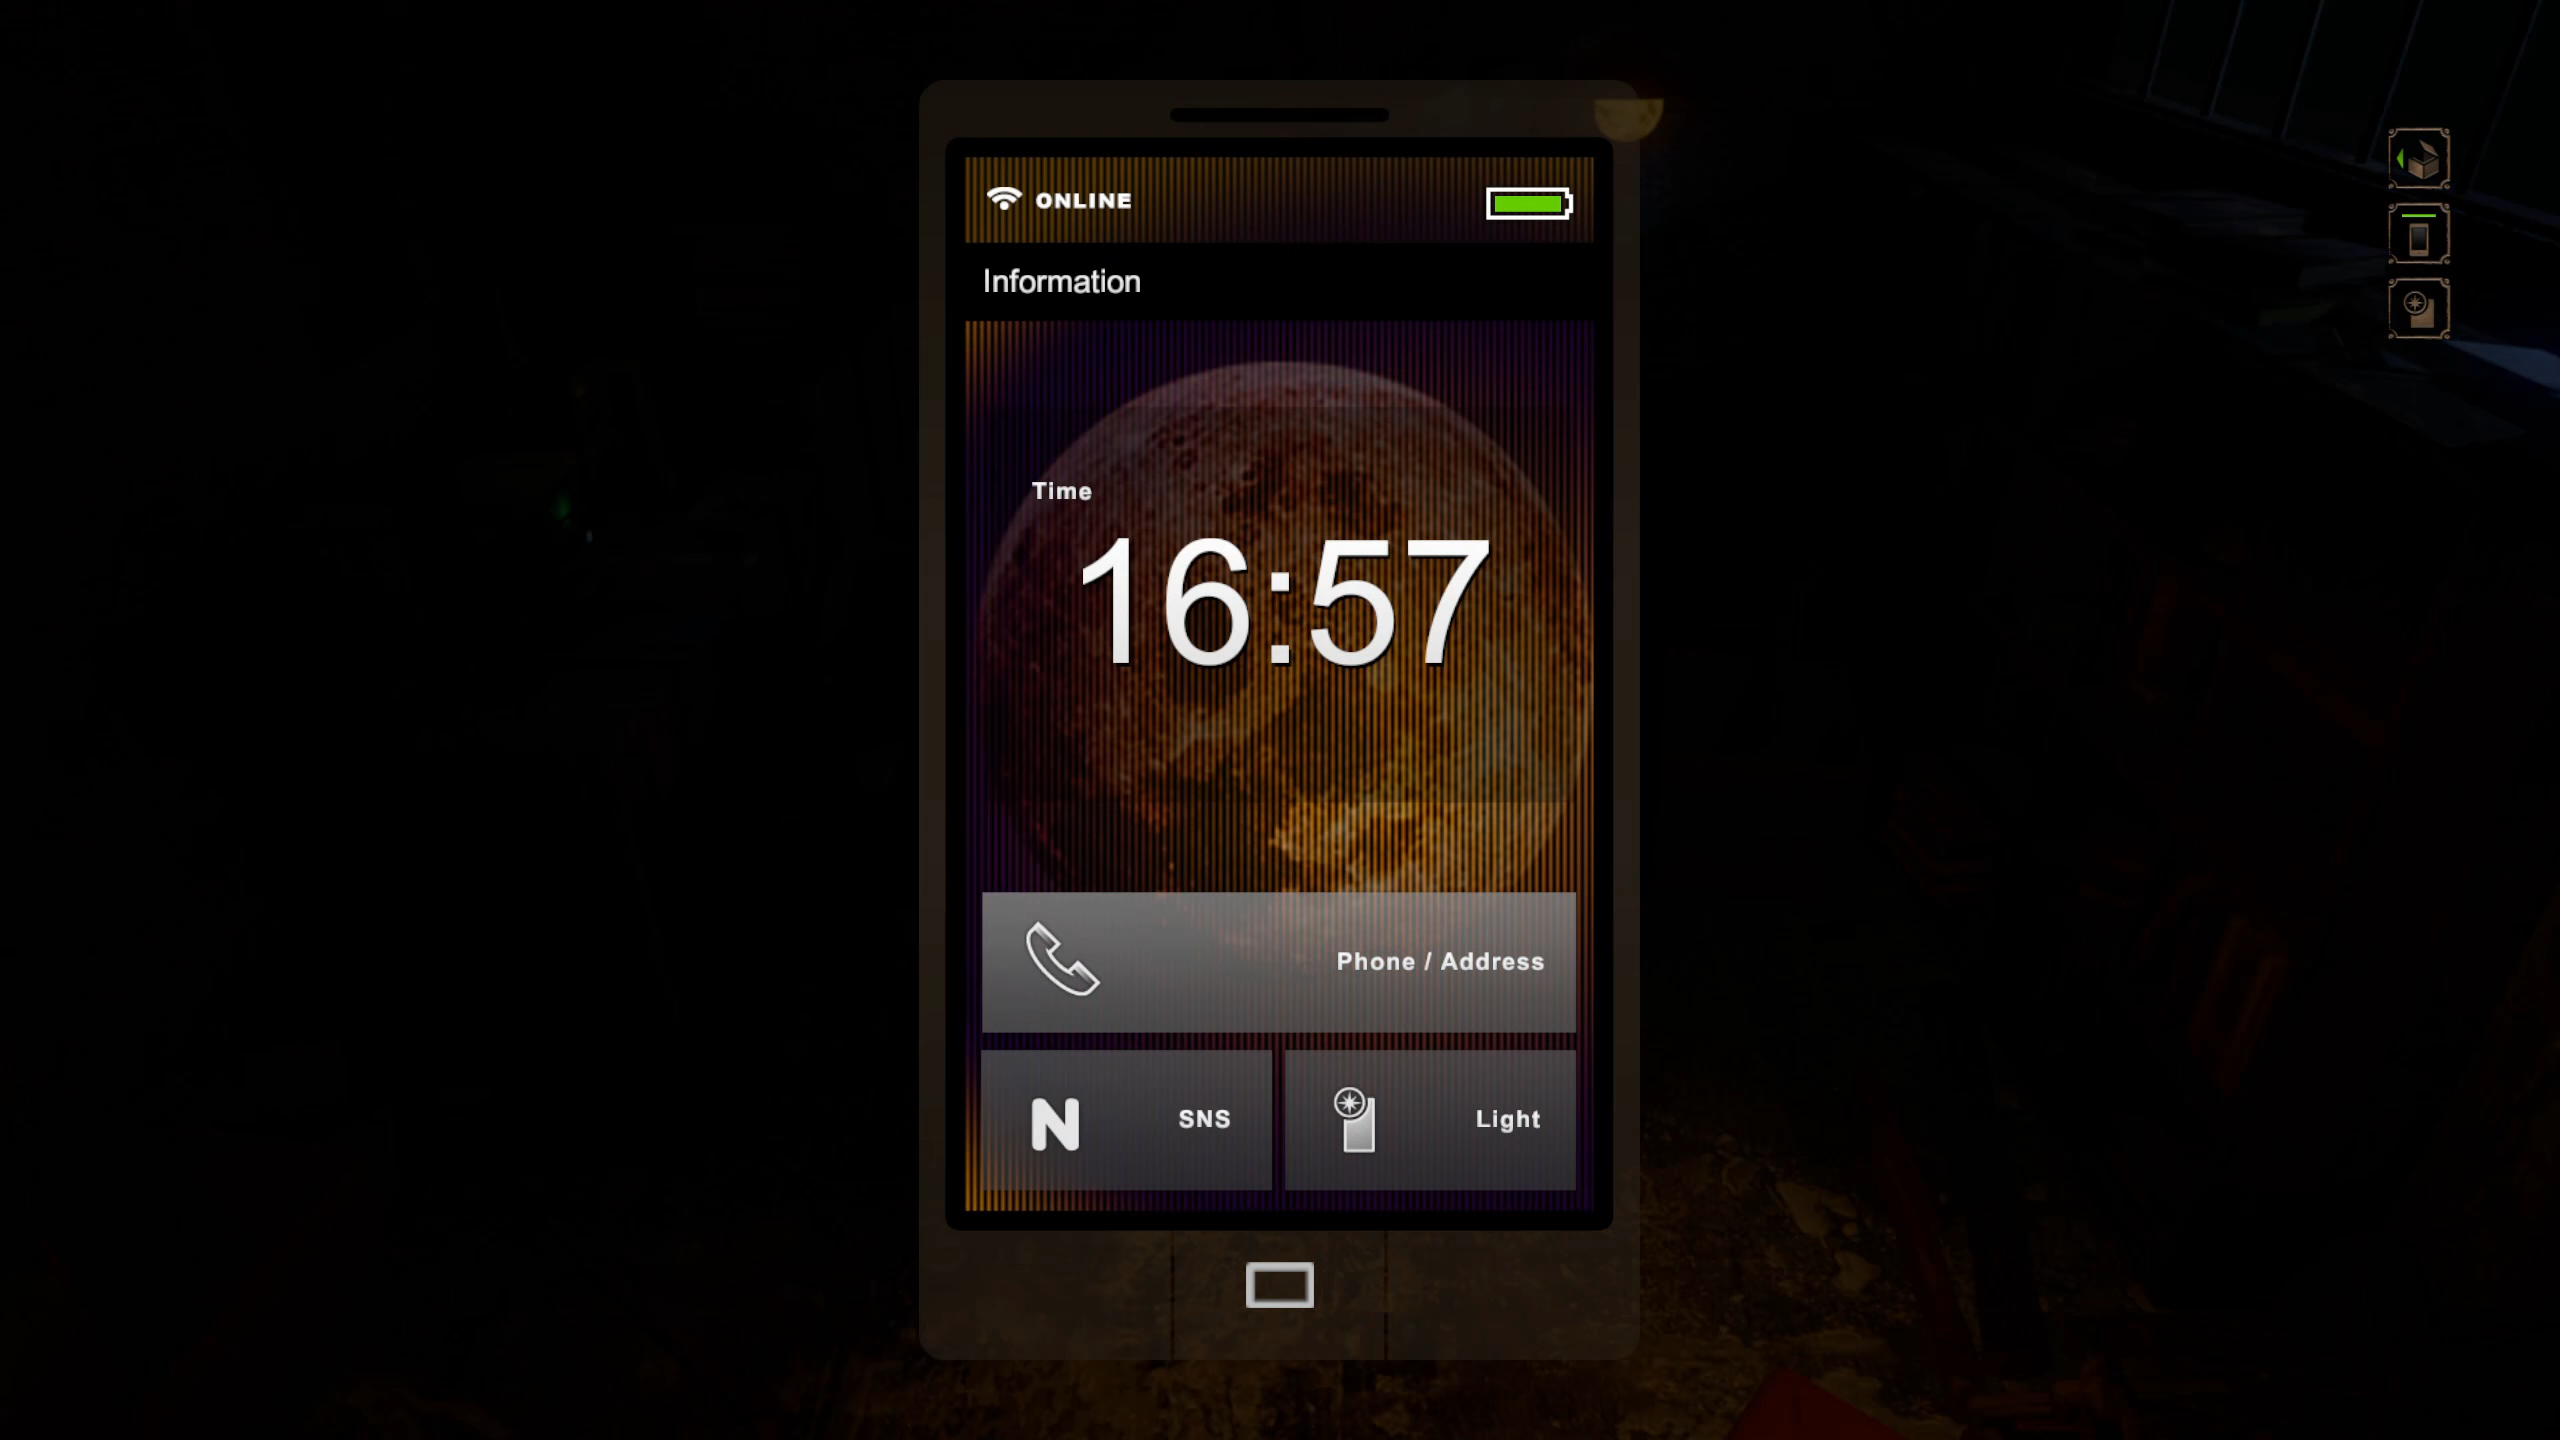 ONLINE
Information
Time
16:57
Phone / Address
N SNS
Light